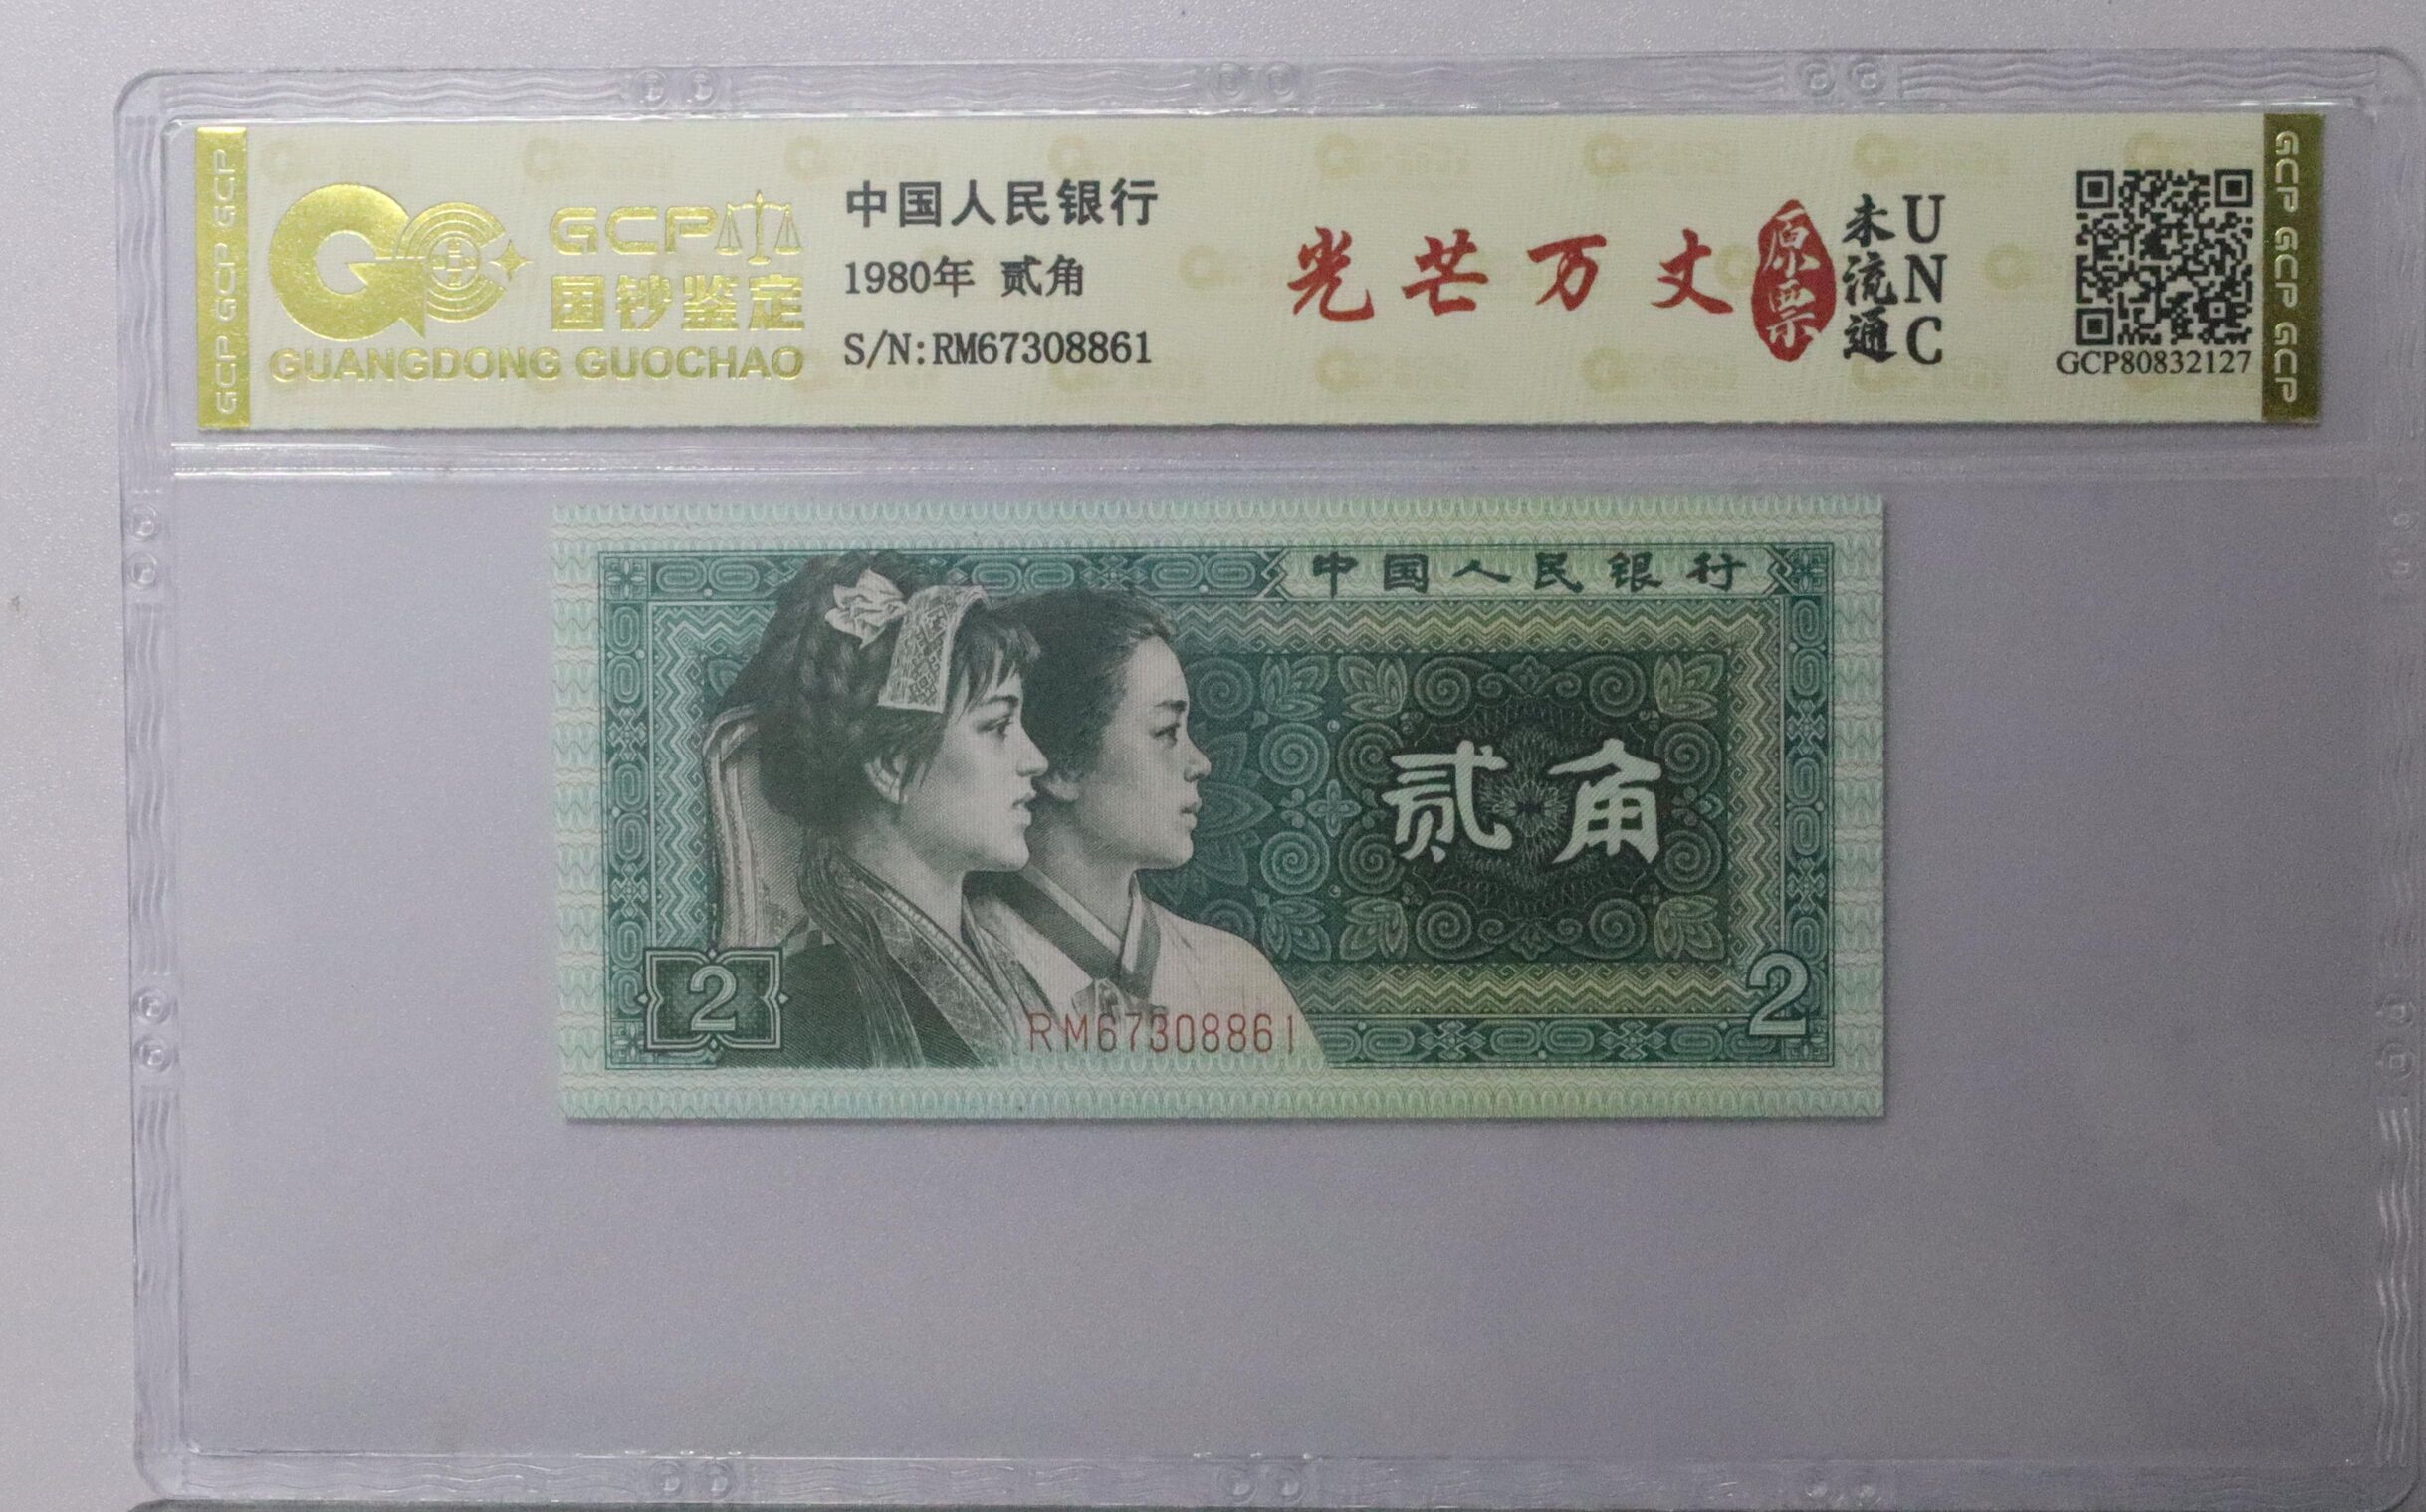 GCP GCP GCP
GCP
国钞鉴定
GUANGDONG GUOCHAO
中国人民银行
1980年 贰角
S/N:RM67308861
光芒万丈
原票
未流通
UNC
GCP80832127
GCP GCP GCP
中国人民银行
贰角
2
2
RM67308861